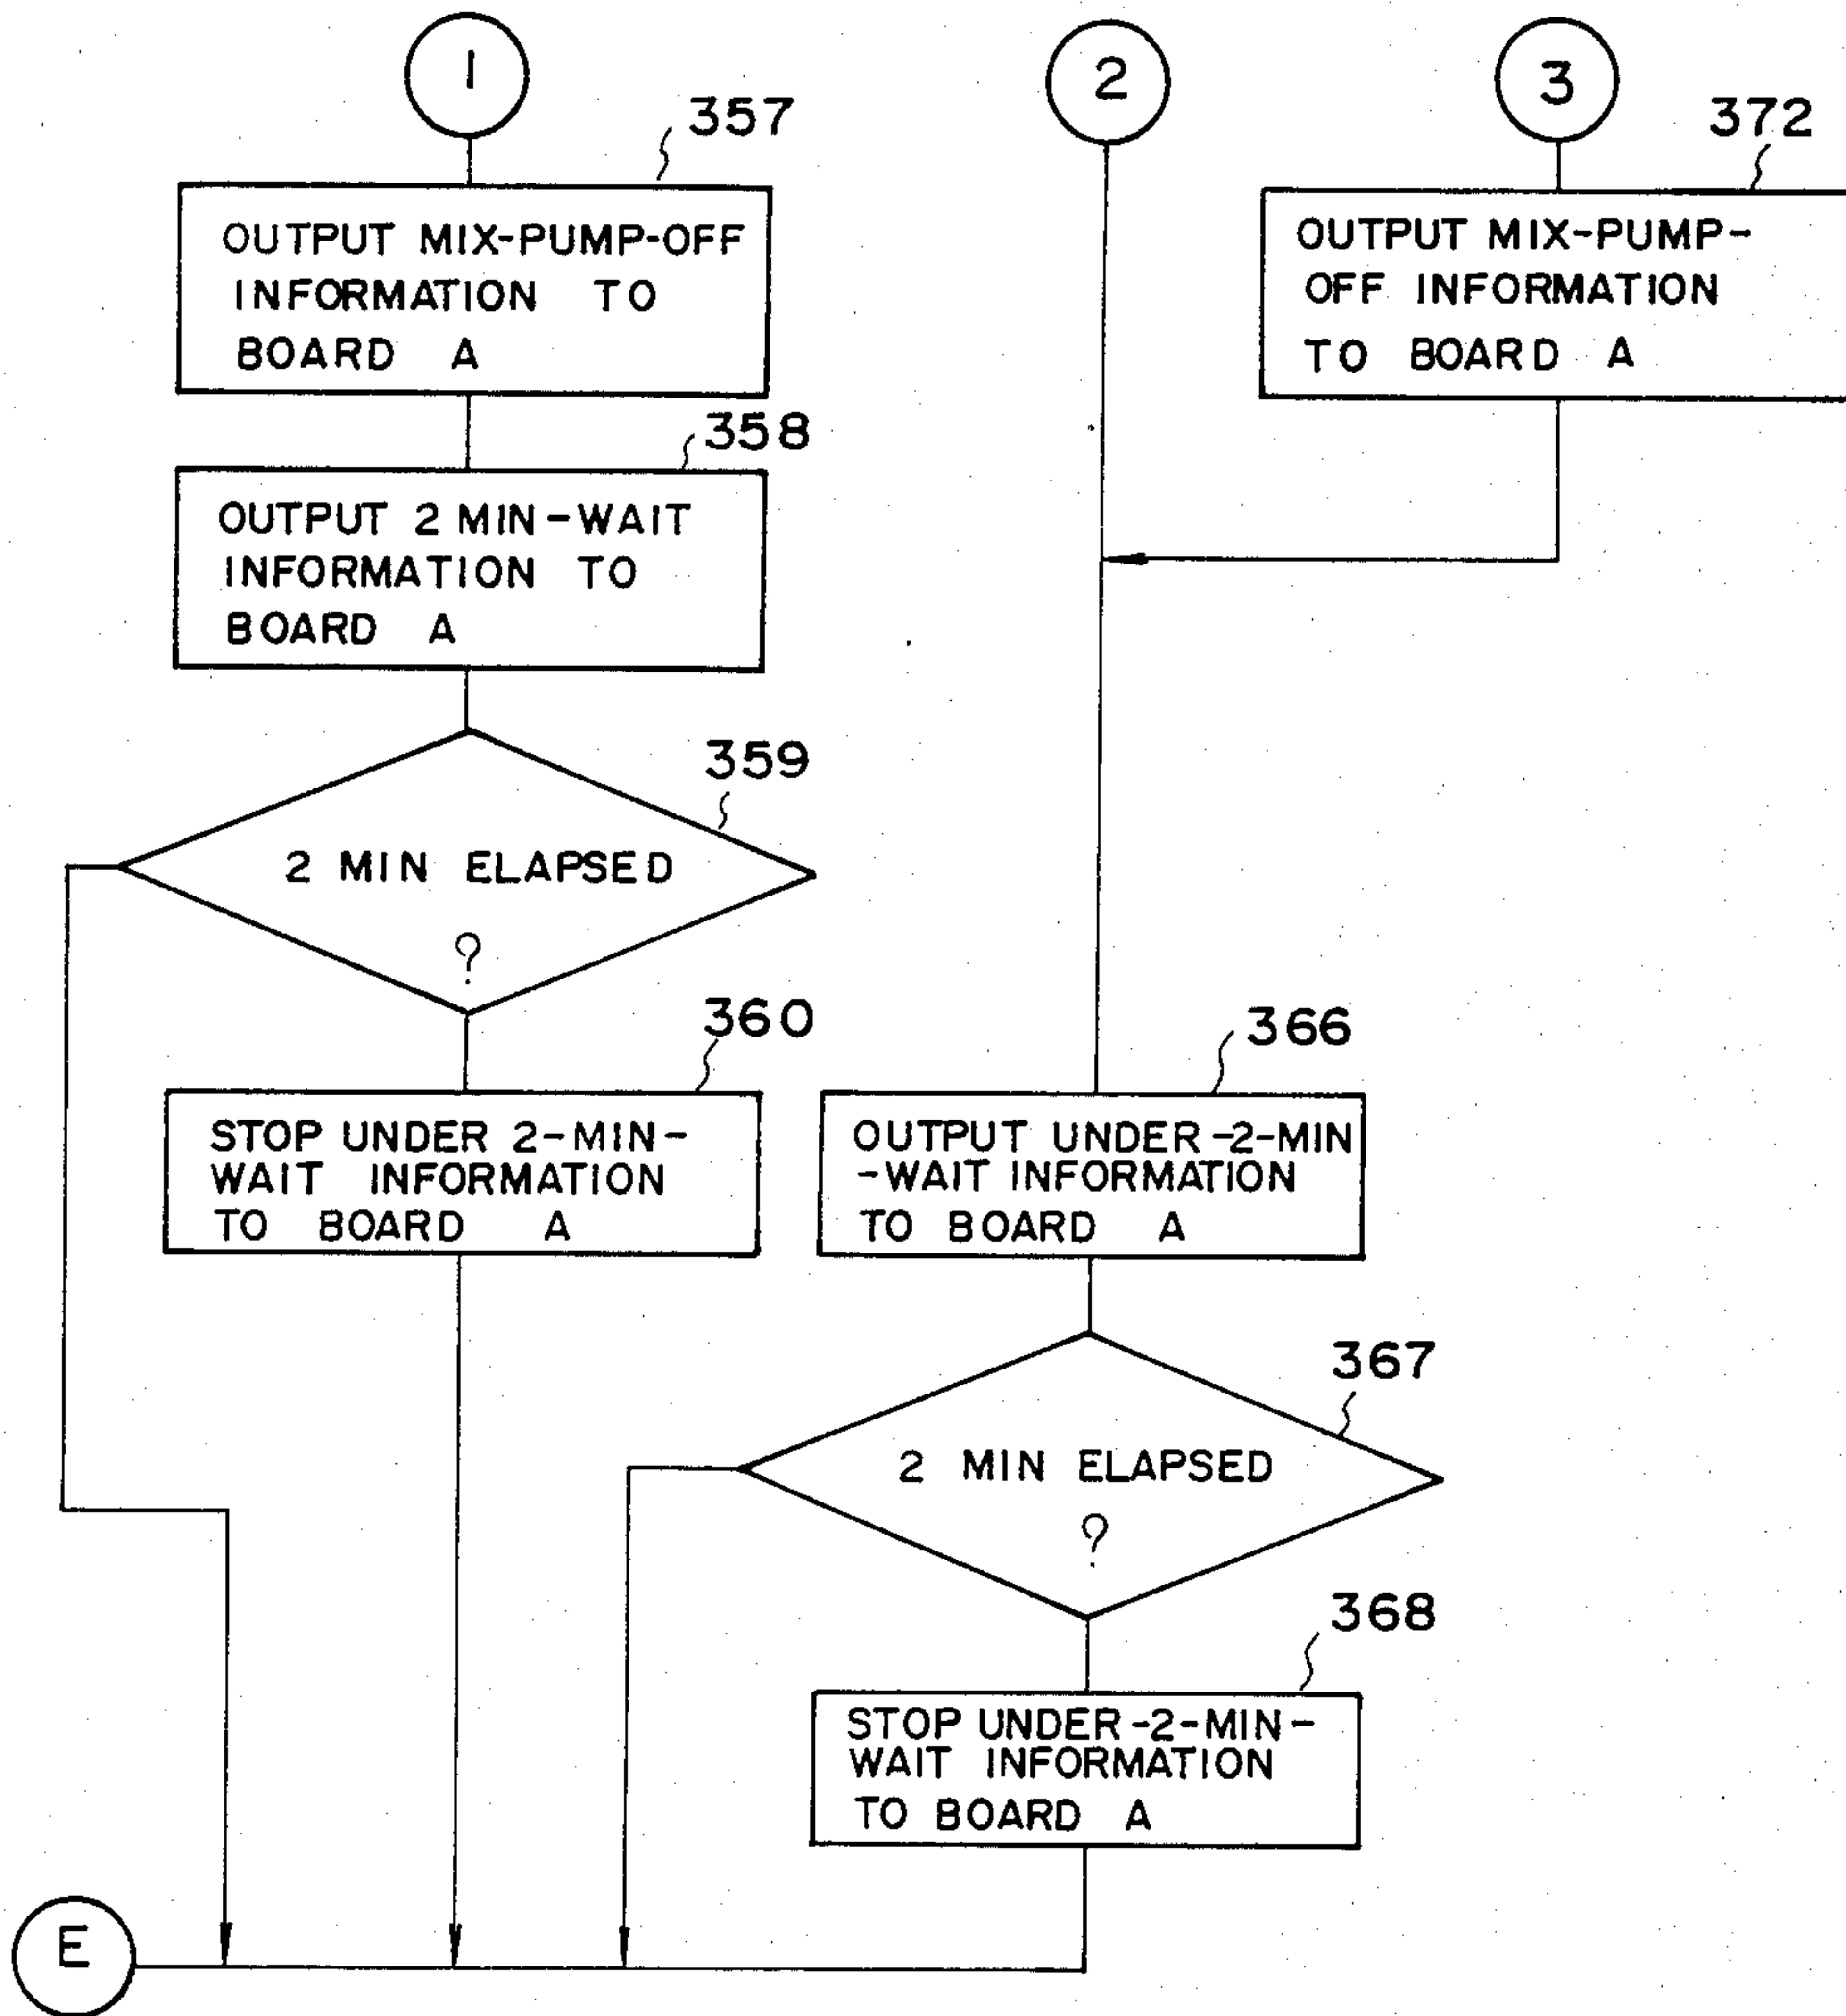 1
357
OUTPUT MIX-PUMP-OFF
INFORMATION TO
BOARD A
358
OUTPUT 2 MIN-WAIT
INFORMATION TO
BOARD A
359
2 MIN ELAPSED
?
360
STOP UNDER 2-MIN-
WAIT INFORMATION
TO BOARD A
2
3
372
OUTPUT MIX-PUMP-
OFF INFORMATION
TO BOARD A
366
OUTPUT UNDER-2-MIN
-WAIT INFORMATION
TO BOARD A
367
2 MIN ELAPSED
?
368
STOP UNDER-2-MIN-
WAIT INFORMATION
TO BOARD A
E